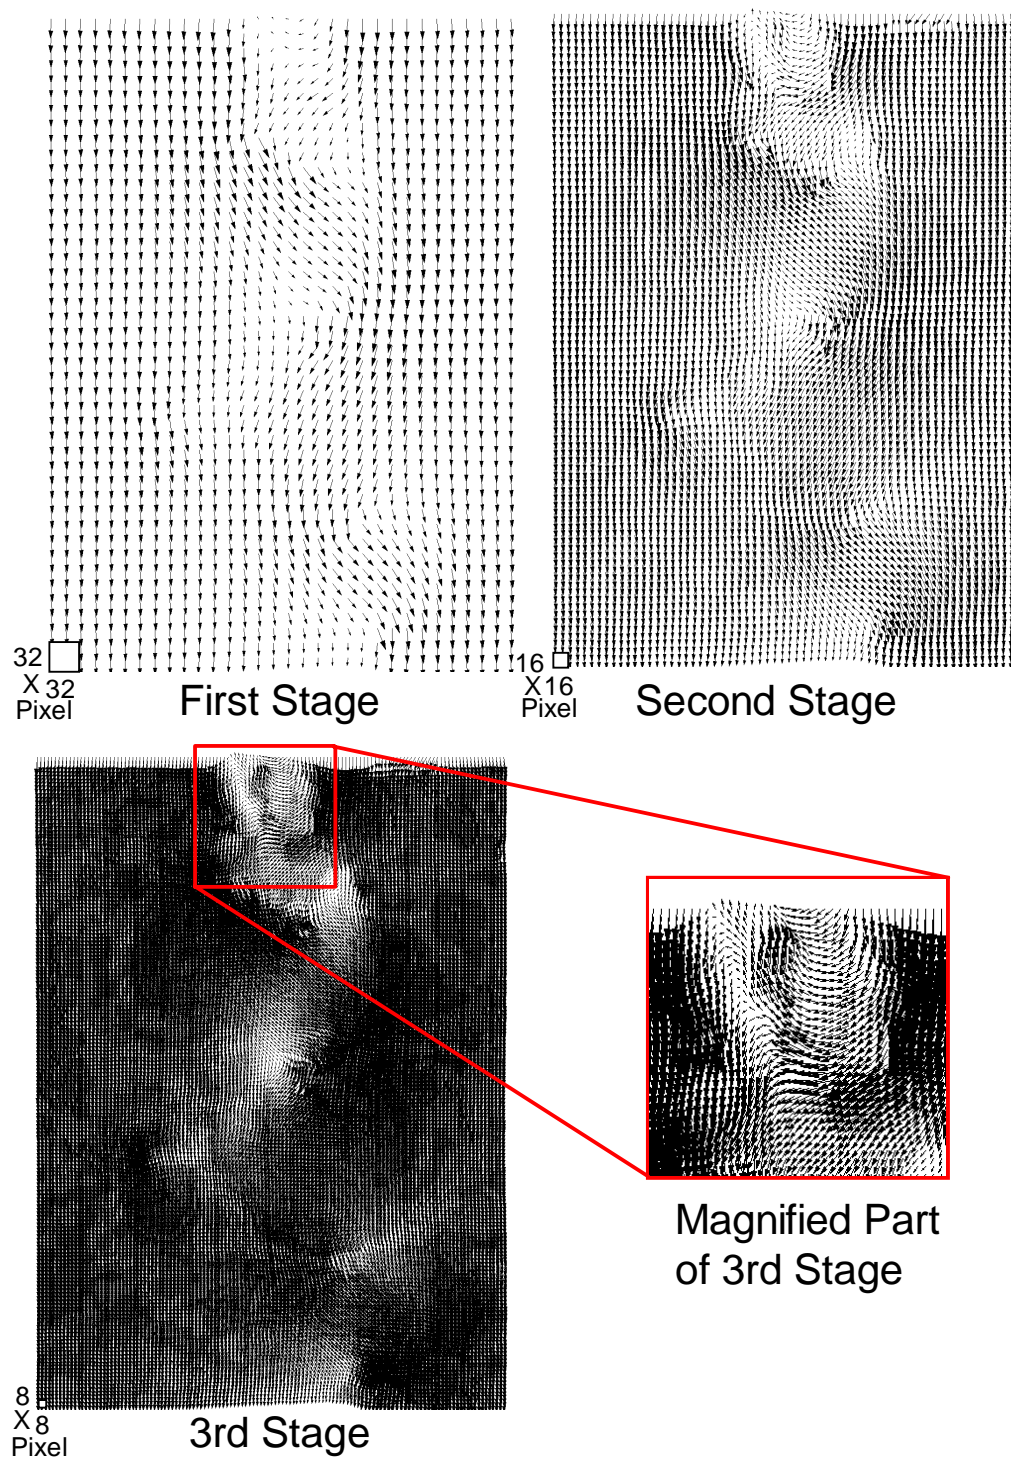 32
X 32
Pixel
First Stage
16
X16
Pixel
Second Stage
8
X 8
Pixel
3rd Stage
Magnified Part
of 3rd Stage